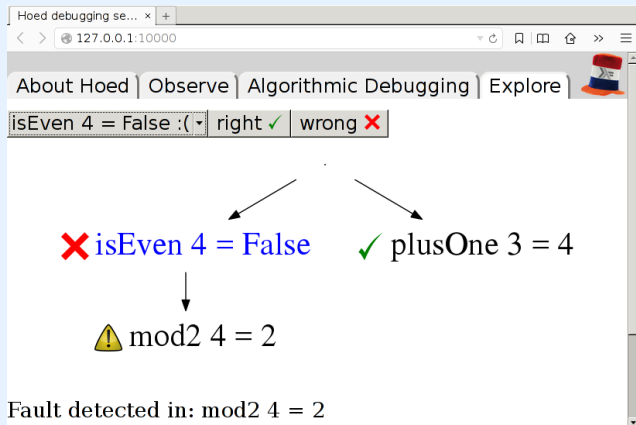 Hoed debugging se... × +
127.0.0.1:10000
About Hoed Observe Algorithmic Debugging Explore
isEven 4 = False :( right ✓ wrong ✗
.
isEven 4 = False plusOne 3 = 4
mod2 4 = 2
Fault detected in: mod2 4 = 2